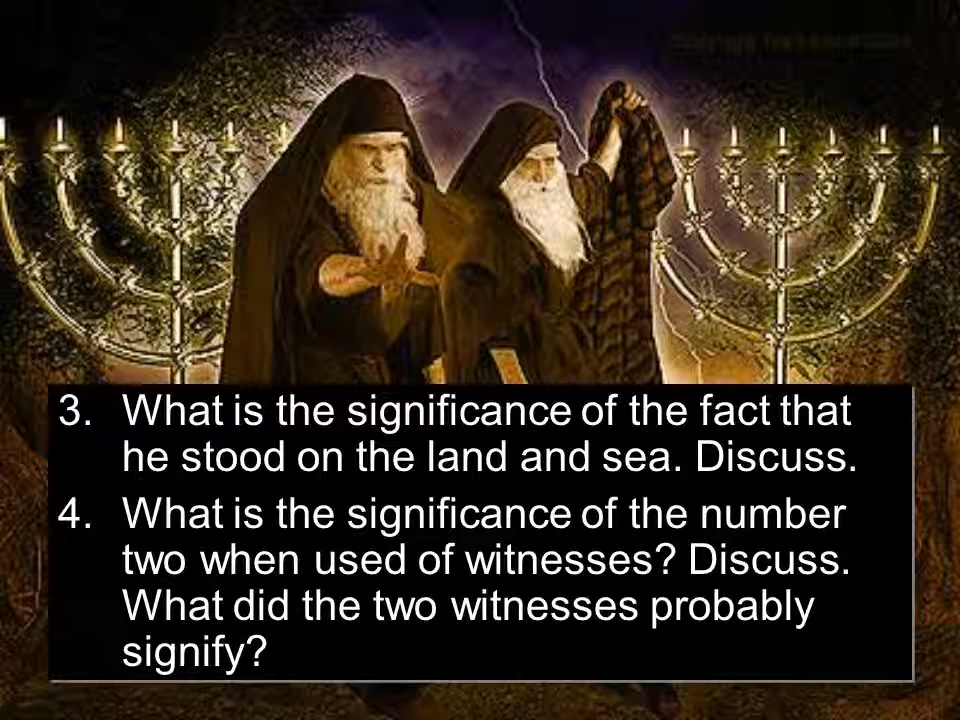 3. What is the significance of the fact that
he stood on the land and sea. Discuss.
4. What is the significance of the number
two when used of witnesses? Discuss.
What did the two witnesses probably
signify?